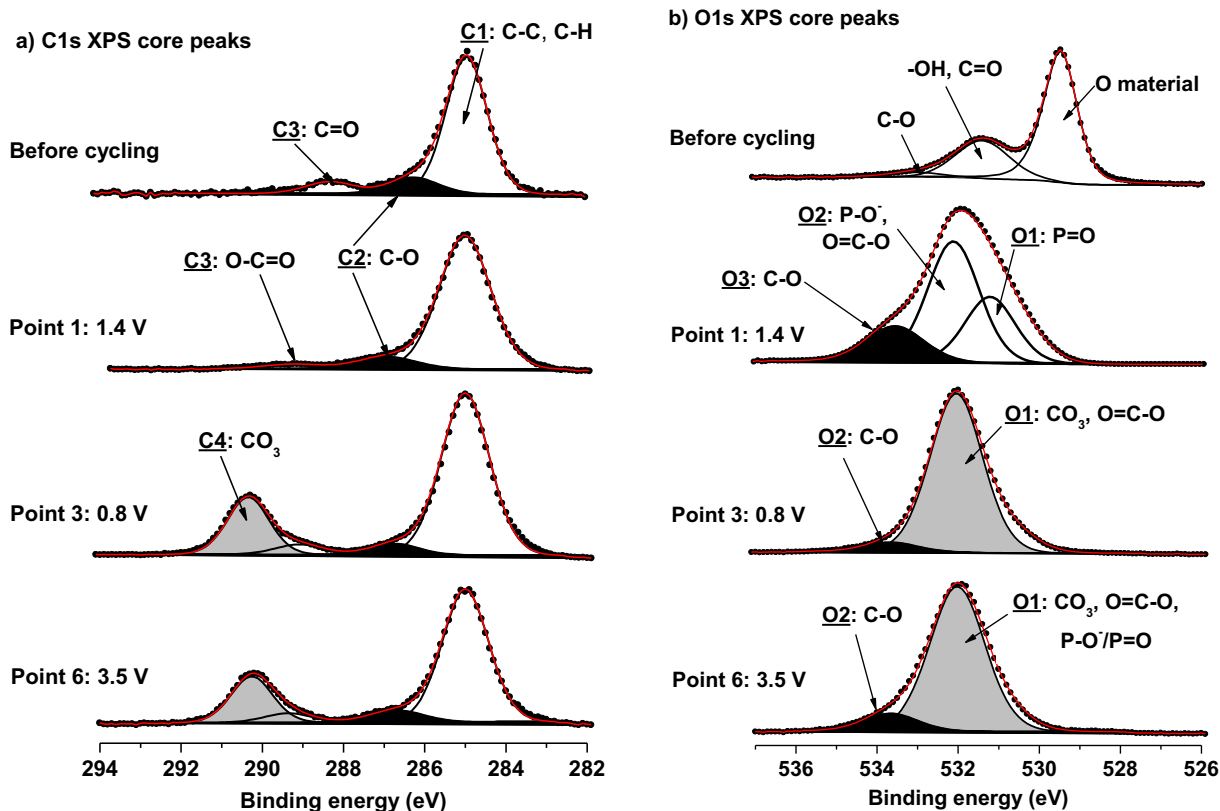 a) C1s XPS core peaks
C1: C-C, C-H
C3: C=O
Before cycling
C3: O-C=O
C2: C-O
Point 1: 1.4 V
C4: CO₃
Point 3: 0.8 V
Point 6: 3.5 V
294 292 290 288 286 284 282
Binding energy (eV)
b) O1s XPS core peaks
-OH, C=O
O material
C-O
Before cycling
O2: P-O⁻,
O=C-O
O1: P=O
O3: C-O
Point 1: 1.4 V
O1: CO₃, O=C-O
O2: C-O
Point 3: 0.8 V
O1: CO₃, O=C-O,
P-O⁻/P=O
O2: C-O
Point 6: 3.5 V
536 534 532 530 528 526
Binding energy (eV)